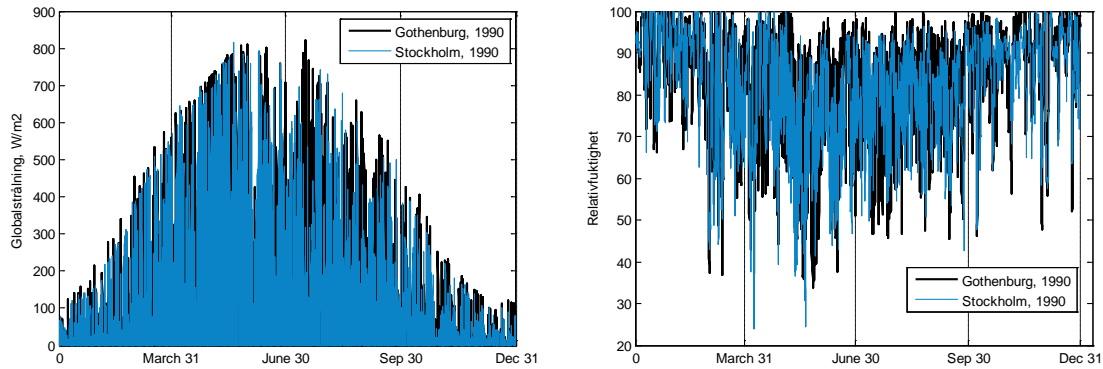 900
800
700
600
500
400
300
200
100
0
Globalstrålning, W/m2
Gothenburg, 1990
Stockholm, 1990
0 March 31 June 30 Sep 30 Dec 31
100
90
80
70
60
50
40
30
20
Relativfuktighet
Gothenburg, 1990
Stockholm, 1990
0 March 31 June 30 Sep 30 Dec 31